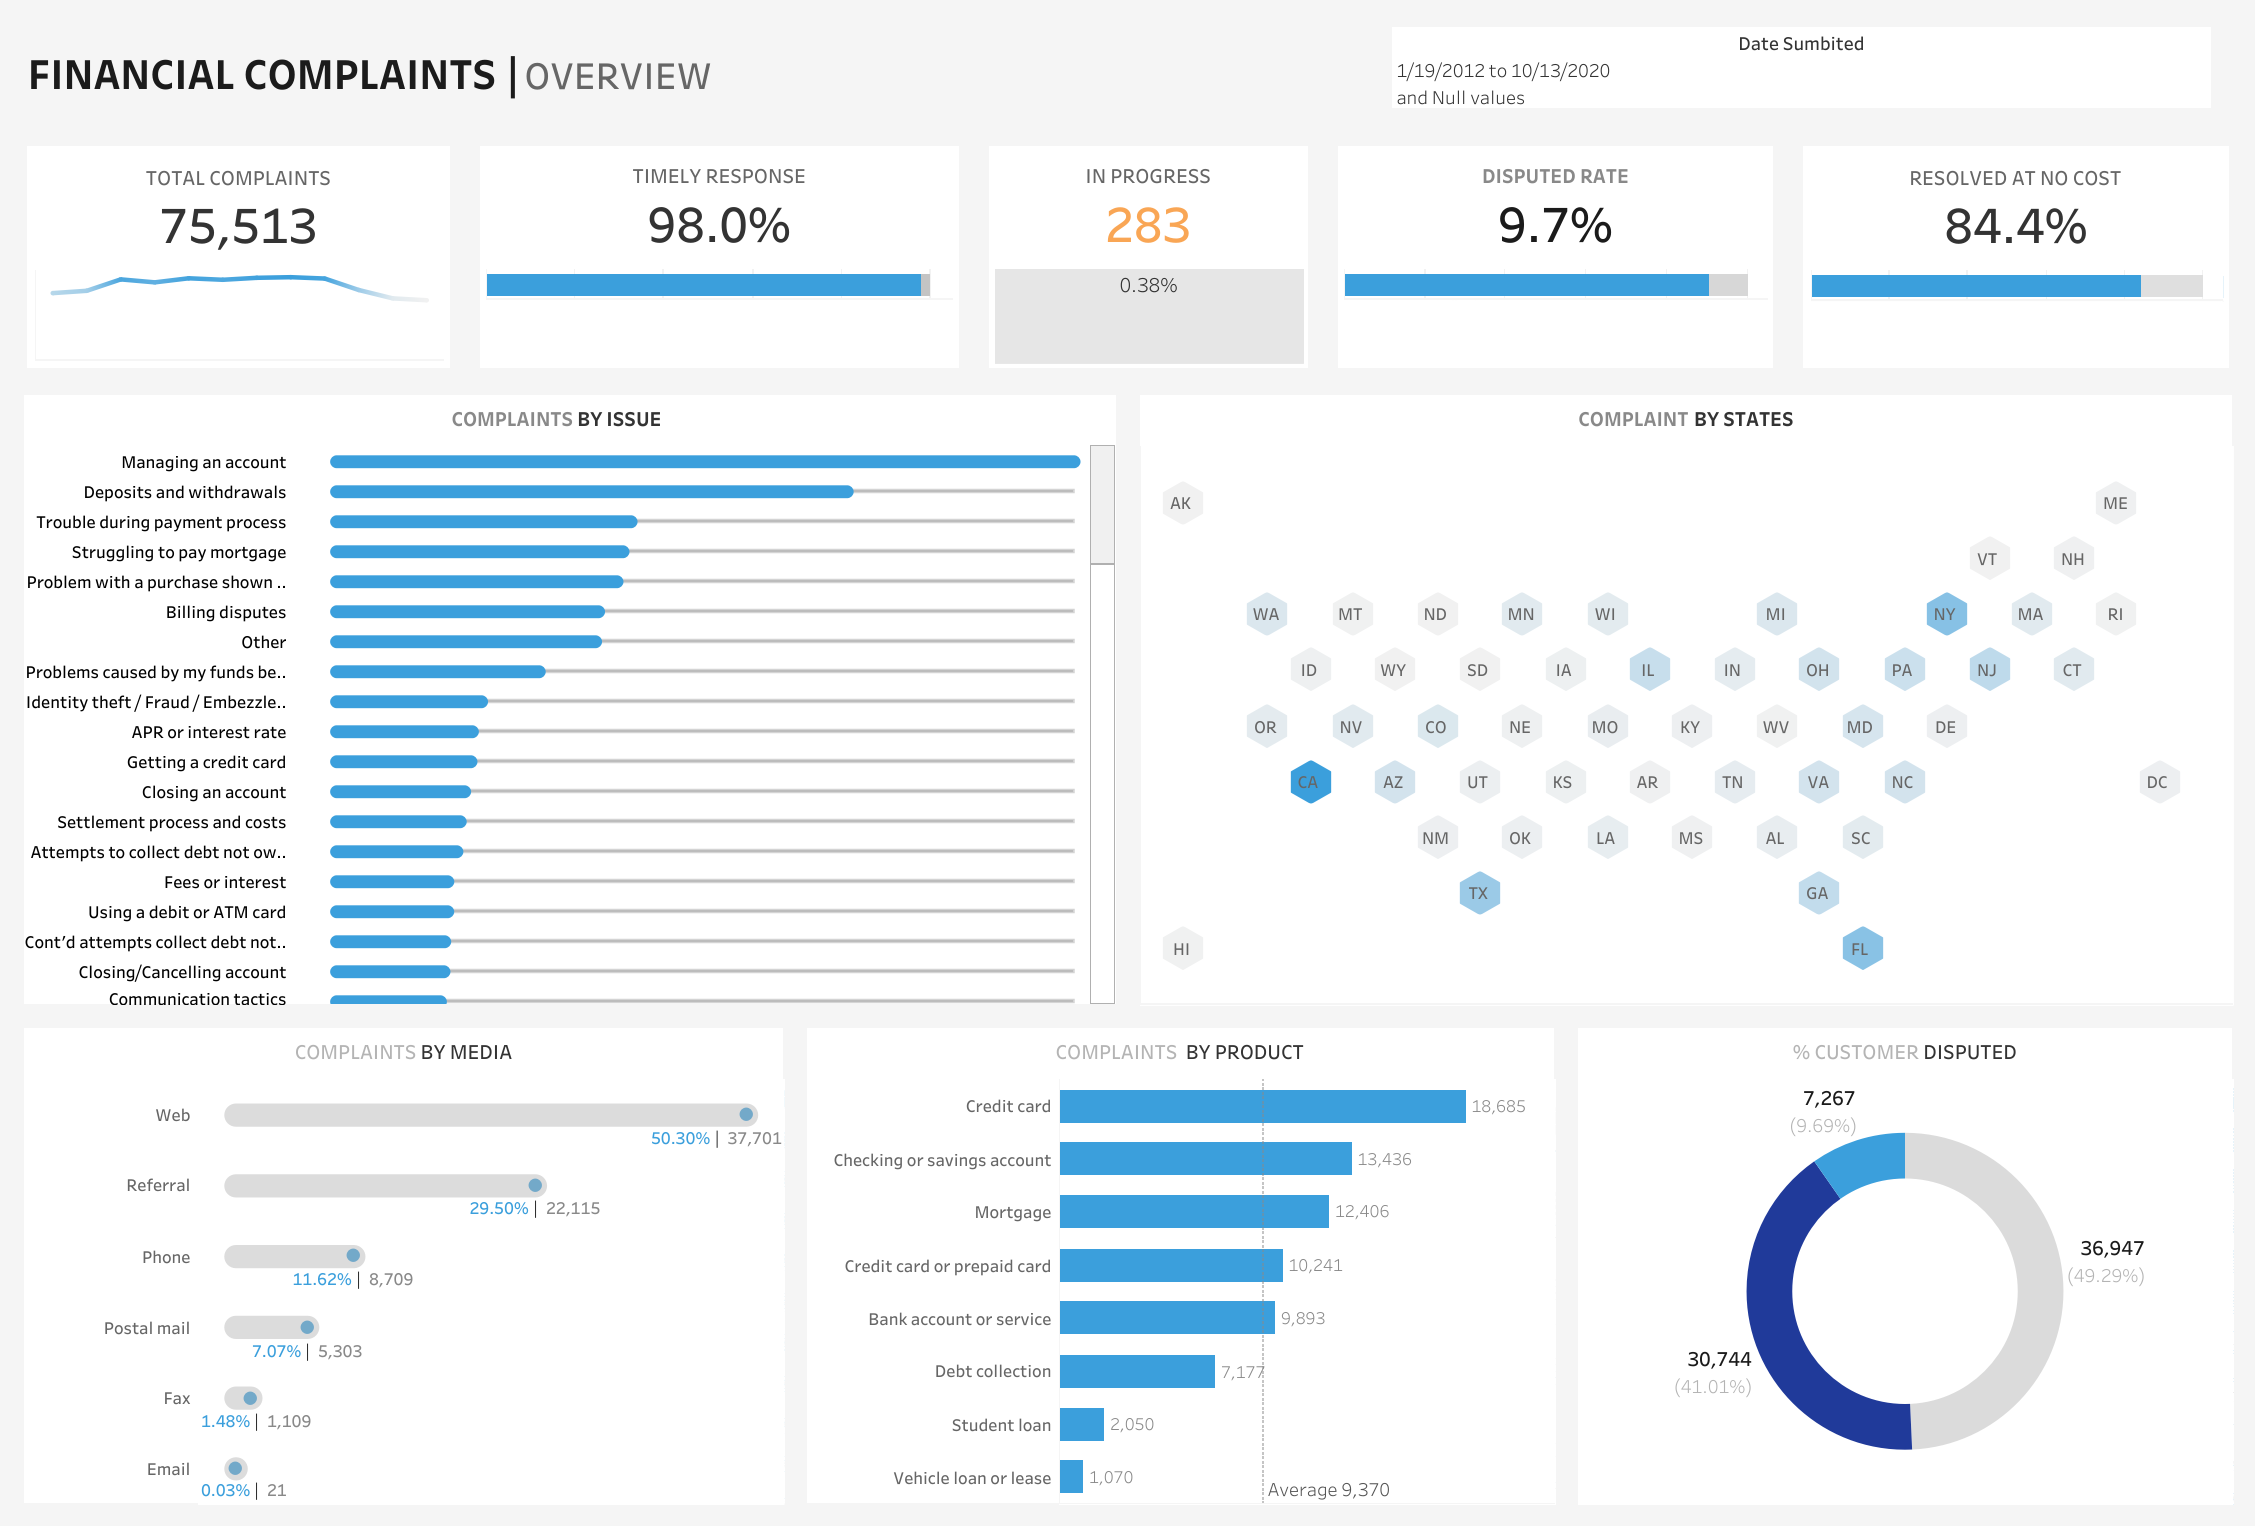 FINANCIAL COMPLAINTS | OVERVIEW
Date Sumbited
1/19/2012 to 10/13/2020
and Null values
TOTAL COMPLAINTS
75,513
TIMELY RESPONSE
98.0%
IN PROGRESS
283
0.38%
DISPUTED RATE
9.7%
RESOLVED AT NO COST
84.4%
COMPLAINTS BY ISSUE
Managing an account
Deposits and withdrawals
Trouble during payment process
Struggling to pay mortgage
Problem with a purchase shown ..
Billing disputes
Other
Problems caused by my funds be..
Identity theft / Fraud / Embezzle..
APR or interest rate
Getting a credit card
Closing an account
Settlement process and costs
Attempts to collect debt not ow..
Fees or interest
Using a debit or ATM card
Cont'd attempts collect debt not..
Closing/Cancelling account
Communication tactics
COMPLAINT BY STATES
AK ME
VT NH
WA MT ND MN WI MI NY MA RI
ID WY SD IA IL IN OH PA NJ CT
OR NV CO NE MO KY WV MD DE
CA AZ UT KS AR TN VA NC DC
NM OK LA MS AL SC
TX GA
HI FL
COMPLAINTS BY MEDIA
Web
50.30% | 37,701
Referral
29.50% | 22,115
Phone
11.62% | 8,709
Postal mail
7.07% | 5,303
Fax
1.48% | 1,109
Email
0.03% | 21
COMPLAINTS BY PRODUCT
Credit card 18,685
Checking or savings account 13,436
Mortgage 12,406
Credit card or prepaid card 10,241
Bank account or service 9,893
Debt collection 7,177
Student loan 2,050
Vehicle loan or lease 1,070
Average 9,370
% CUSTOMER DISPUTED
7,267
(9.69%)
36,947
(49.29%)
30,744
(41.01%)